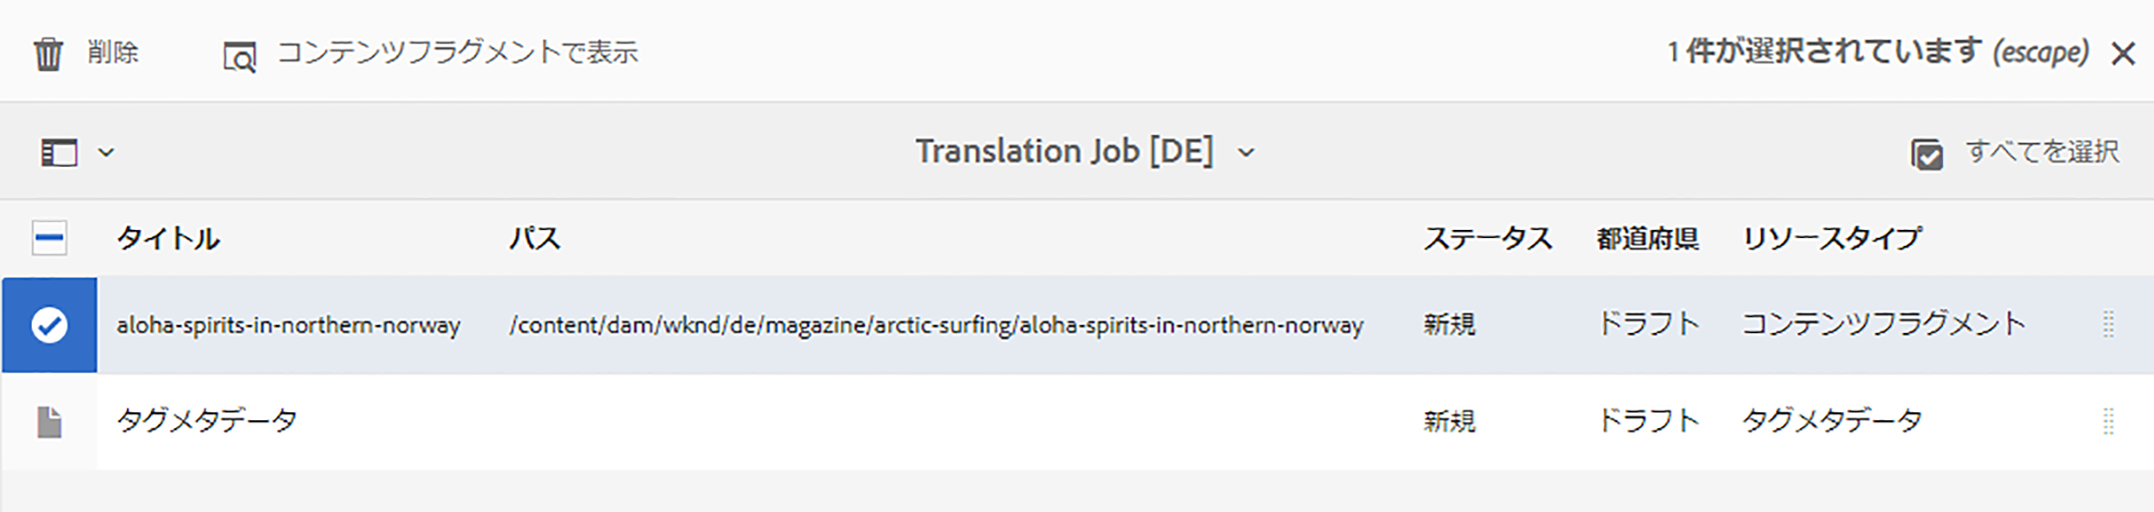 削除 コンテンツフラグメントで表示 1 件が選択されています (escape)
Translation Job [DE] すべてを選択
タイトル パス ステータス 都道府県 リソースタイプ
aloha-spirits-in-northern-norway /content/dam/wknd/de/magazine/arctic-surfing/aloha-spirits-in-northern-norway 新規 ドラフト コンテンツフラグメント
タグメタデータ 新規 ドラフト タグメタデータ